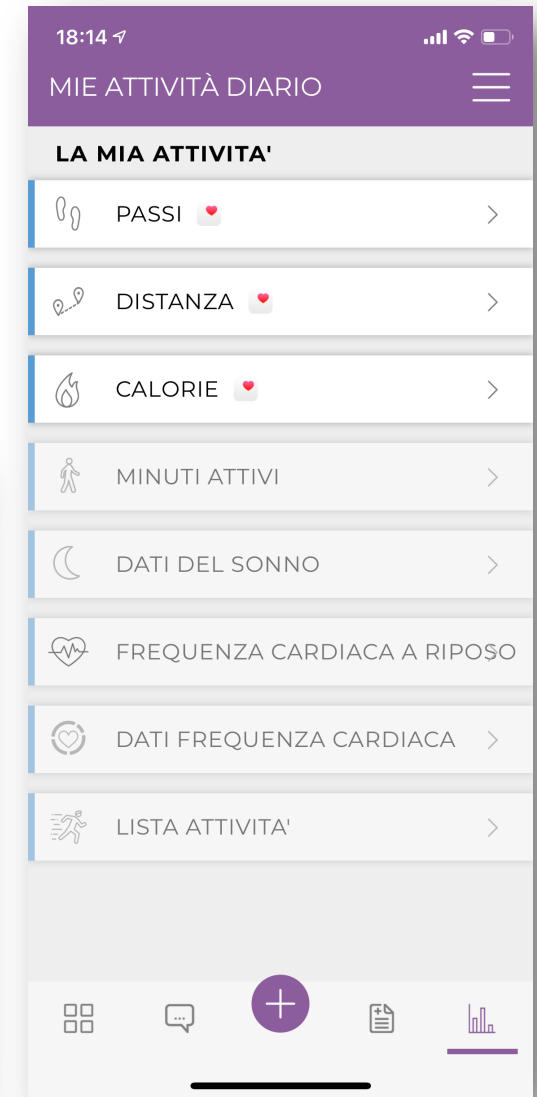 18:14
MIE ATTIVITÀ DIARIO
LA MIA ATTIVITA'
PASSI
DISTANZA
CALORIE
MINUTI ATTIVI
DATI DEL SONNO
FREQUENZA CARDIACA A RIPOSO
DATI FREQUENZA CARDIACA
LISTA ATTIVITA'